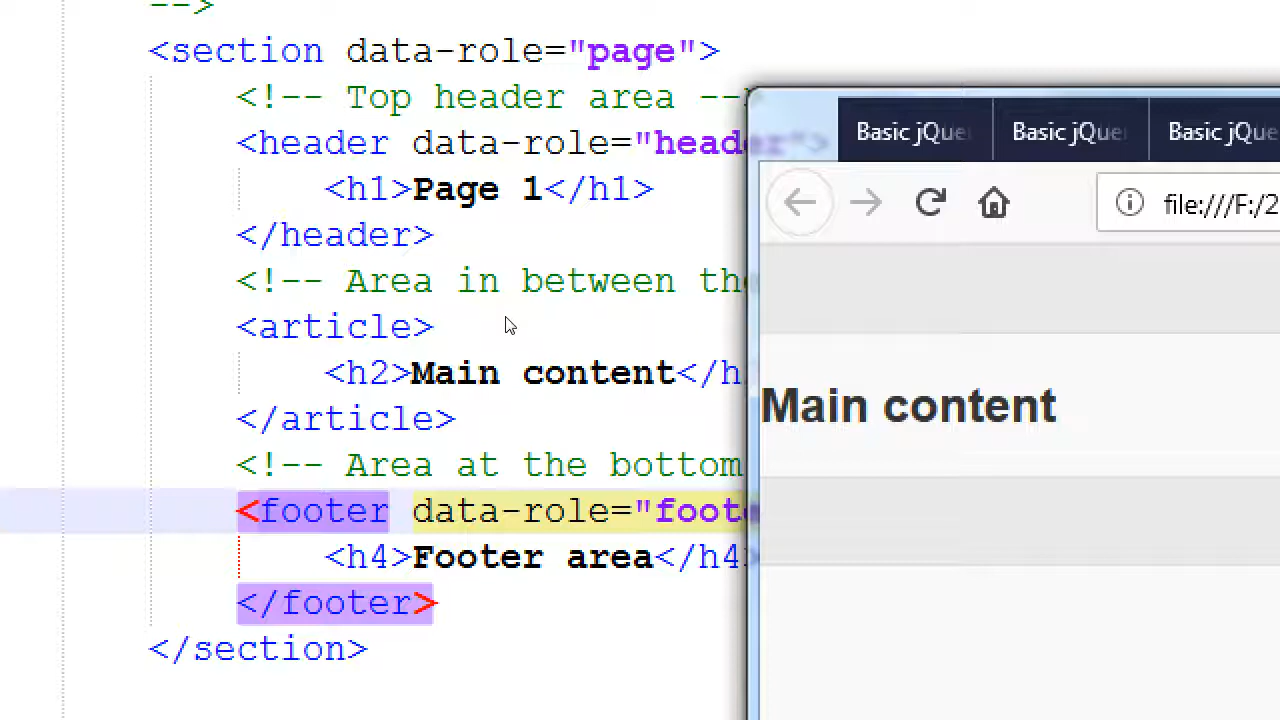 -->
<section data-role="page">
<!-- Top header area --
<header data-role="header">
<h1>Page 1</h1>
</header>
<!-- Area in between the
<article>
<h2>Main content</h
</article>
<!-- Area at the bottom
<footer data-role="foote
<h4>Footer area</h4>
</footer>
</section>
Basic jQue Basic jQue Basic jQue
file:///F:/2
Main content